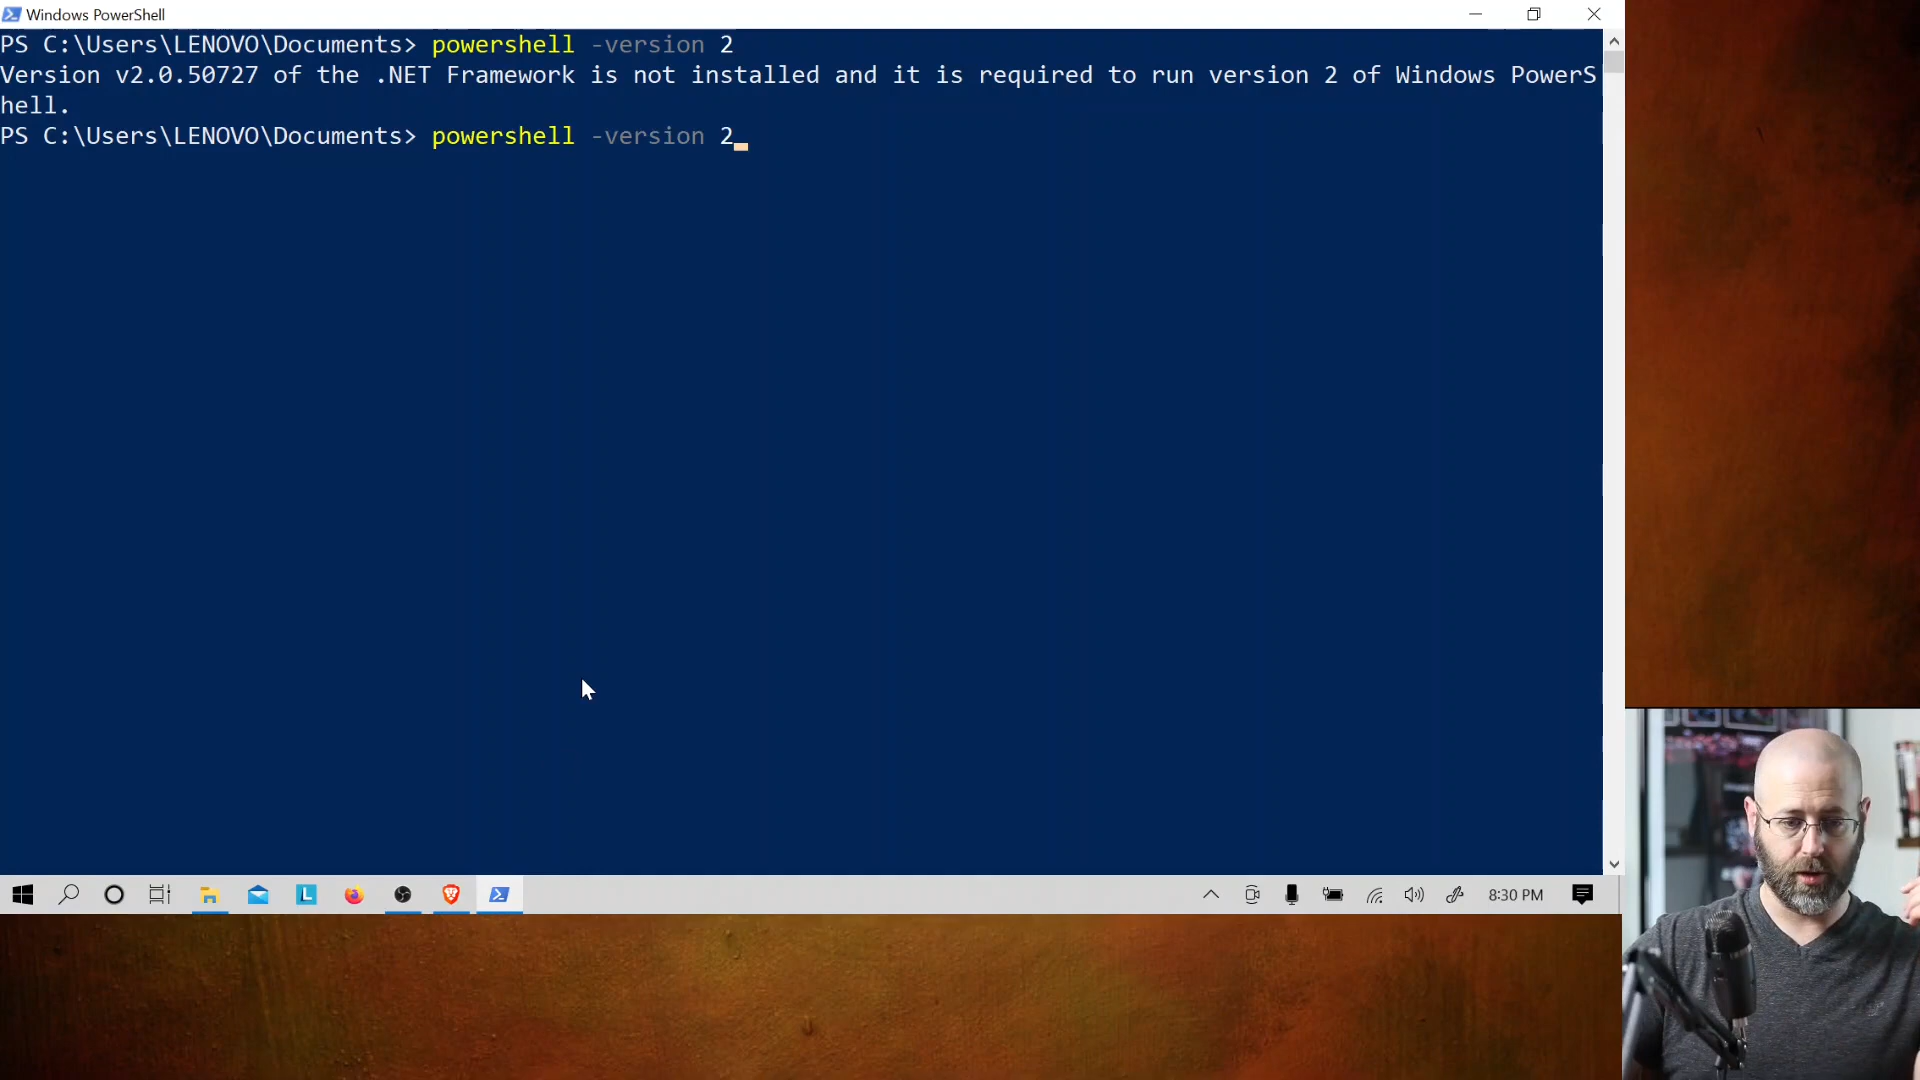 Windows PowerShell
PS C:\Users\LENOVO\Documents> powershell -version 2
Version v2.0.50727 of the .NET Framework is not installed and it is required to run version 2 of Windows PowerS
hell.
PS C:\Users\LENOVO\Documents> powershell -version 2
L
8:30 PM